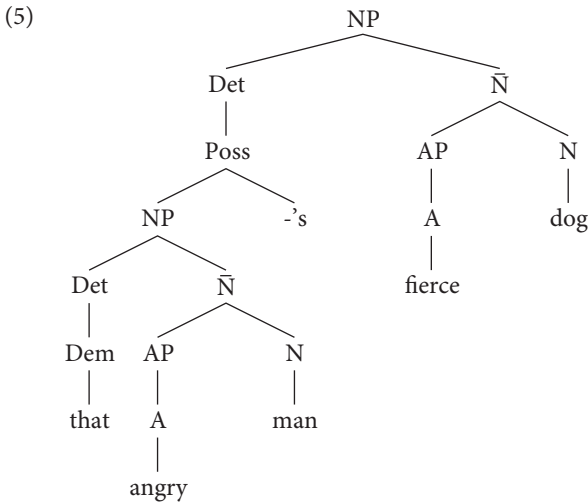 (5) NP
Det N̄
Poss AP N
NP -'s A dog
Det N̄ fierce
Dem AP N
that A man
angry